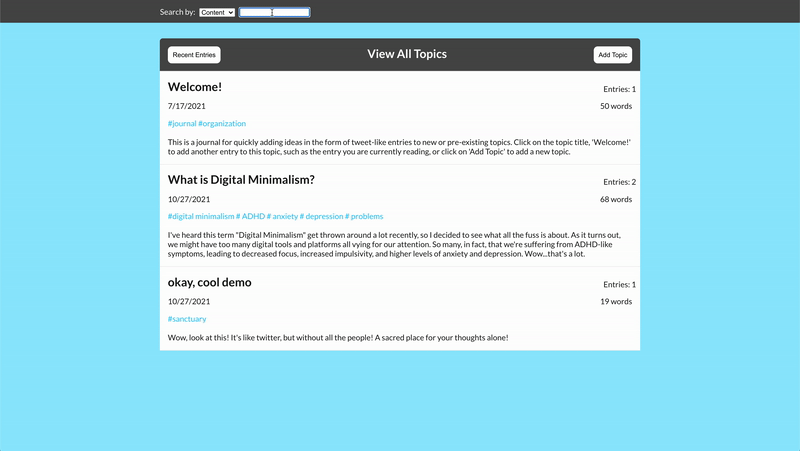 Search by: Content
Recent Entries View All Topics Add Topic
Welcome! Entries: 1
7/17/2021 50 words
#journal #organization
This is a journal for quickly adding ideas in the form of tweet-like entries to new or pre-existing topics. Click on the topic title, 'Welcome!'
to add another entry to this topic, such as the entry you are currently reading, or click on 'Add Topic' to add a new topic.
What is Digital Minimalism? Entries: 2
10/27/2021 68 words
#digital minimalism # ADHD # anxiety # depression # problems
I've heard this term "Digital Minimalism" get thrown around a lot recently, so I decided to see what all the fuss is about. As it turns out,
we might have too many digital tools and platforms all vying for our attention. So many, in fact, that we're suffering from ADHD-like
symptoms, leading to decreased focus, increased impulsivity, and higher levels of anxiety and depression. Wow...that's a lot.
okay, cool demo Entries: 1
10/27/2021 19 words
#sanctuary
Wow, look at this! It's like twitter, but without all the people! A sacred place for your thoughts alone!